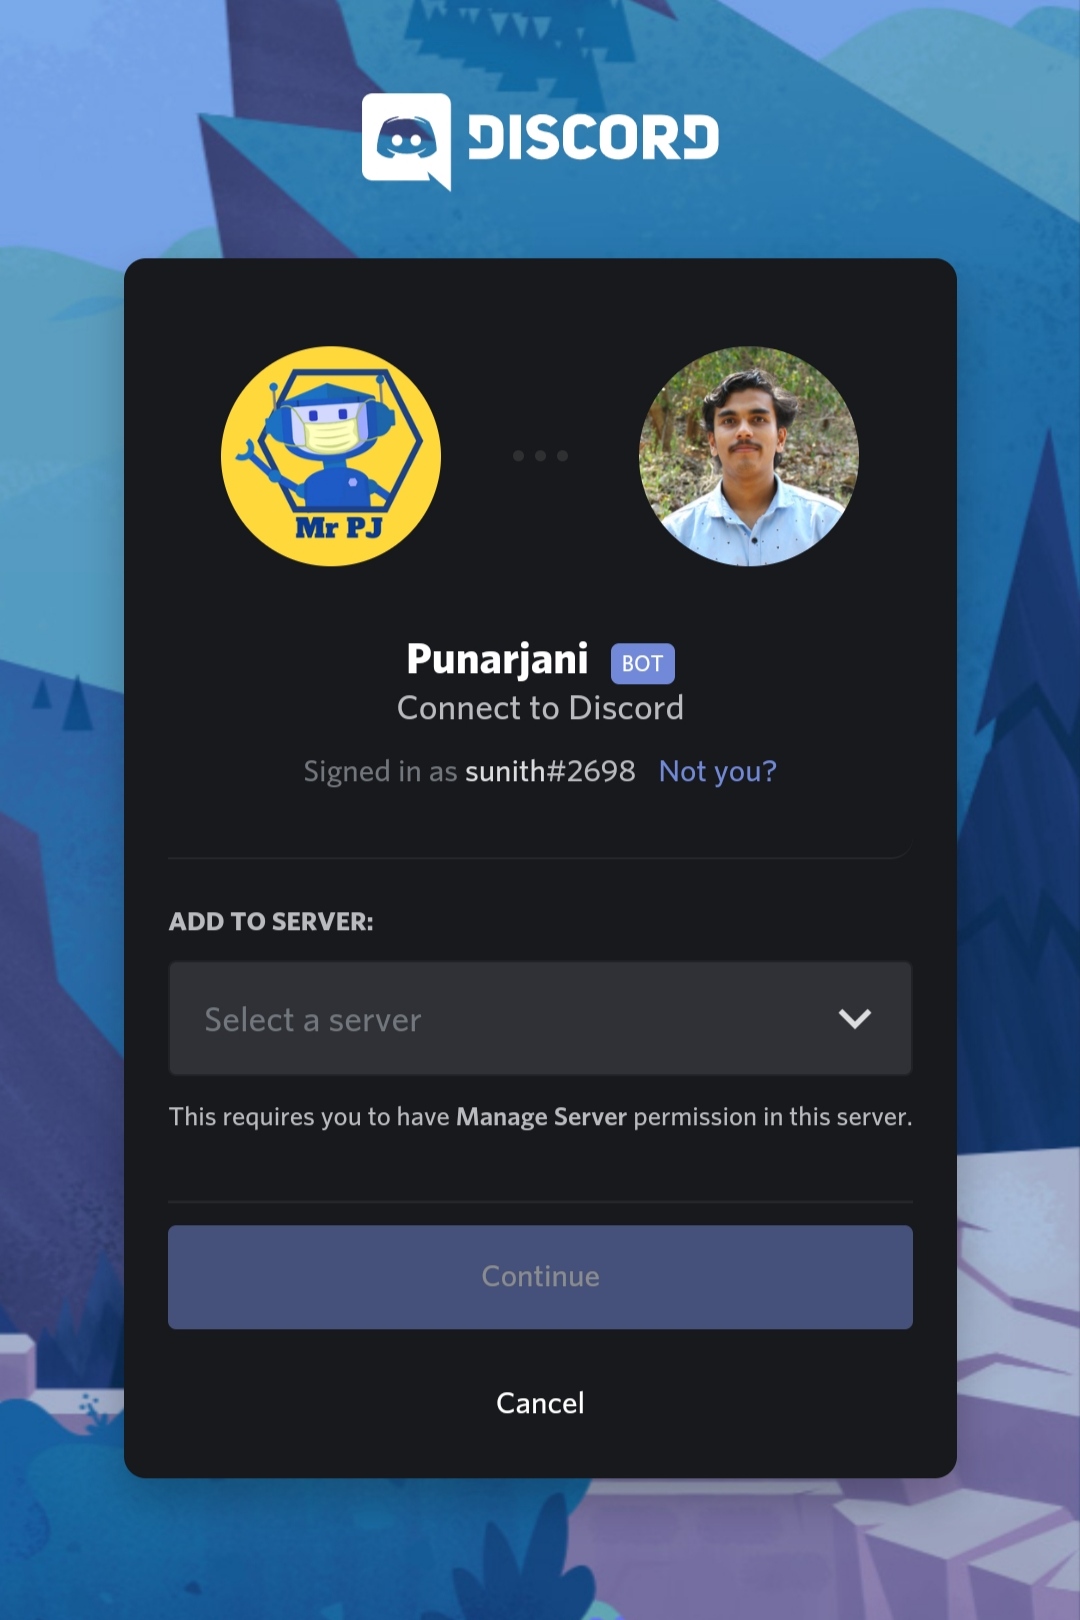 DISCORD
Mr PJ
Punarjani BOT
Connect to Discord
Signed in as sunith#2698 Not you?
ADD TO SERVER:
Select a server
This requires you to have Manage Server permission in this server.
Continue
Cancel